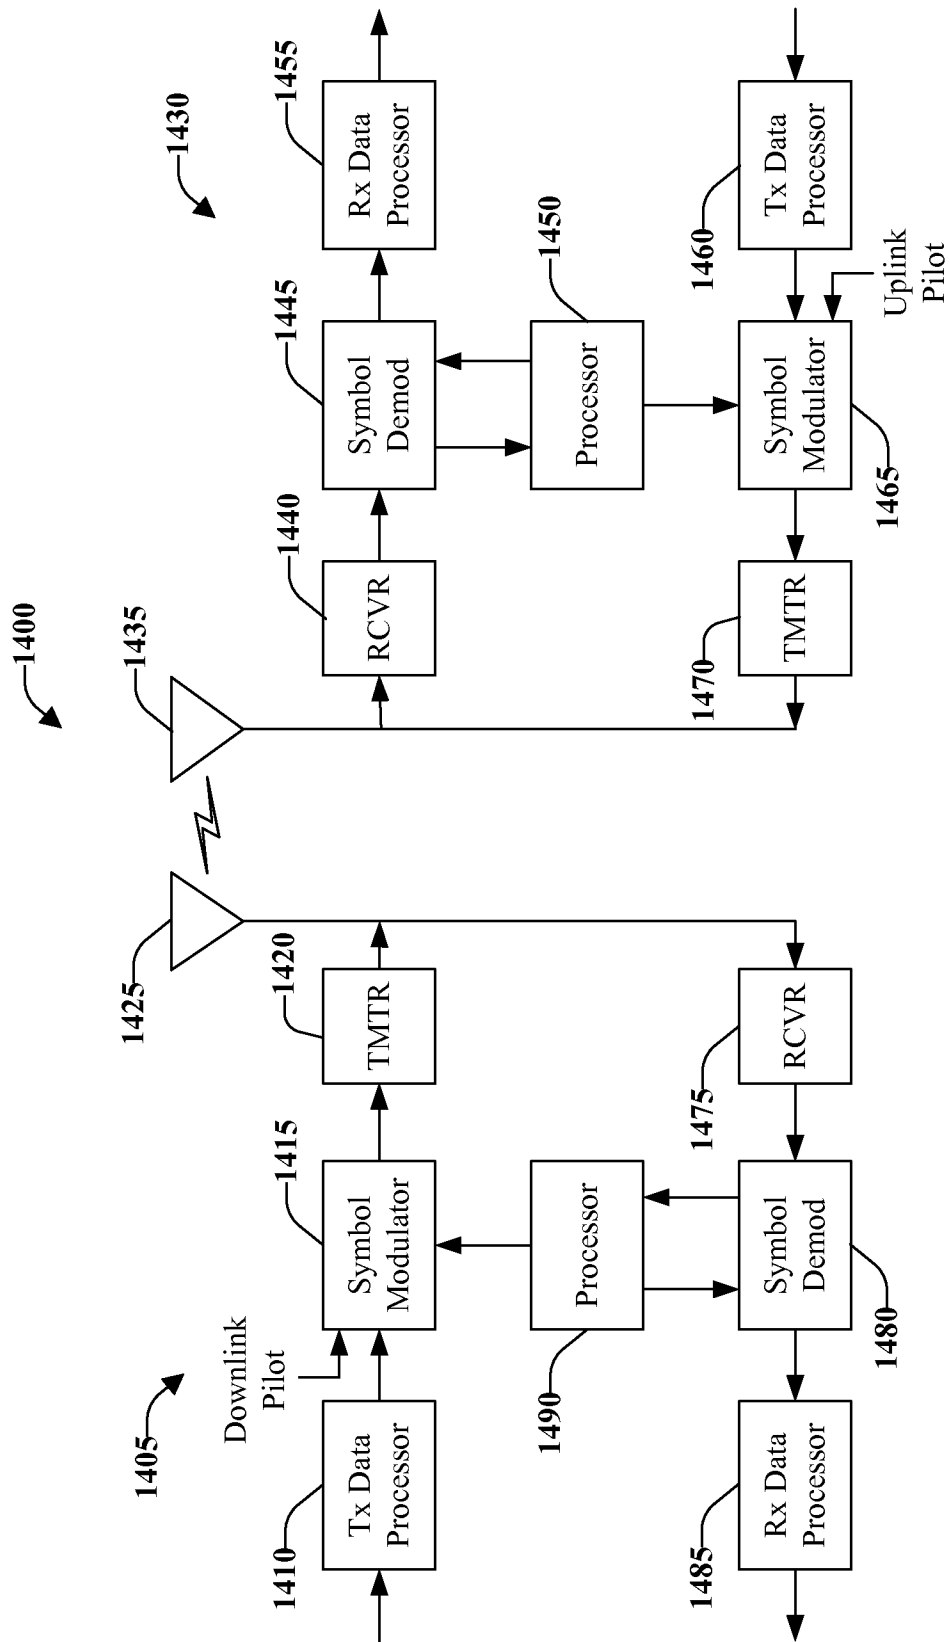 1400
1405
1430
1425
1435
1410
Tx Data
Processor
Downlink
Pilot
1415
Symbol
Modulator
1420
TMTR
1440
RCVR
1445
Symbol
Demod
1455
Rx Data
Processor
1490
Processor
1450
Processor
1485
Rx Data
Processor
1480
Symbol
Demod
1475
RCVR
1470
TMTR
1465
Symbol
Modulator
1460
Tx Data
Processor
Uplink
Pilot